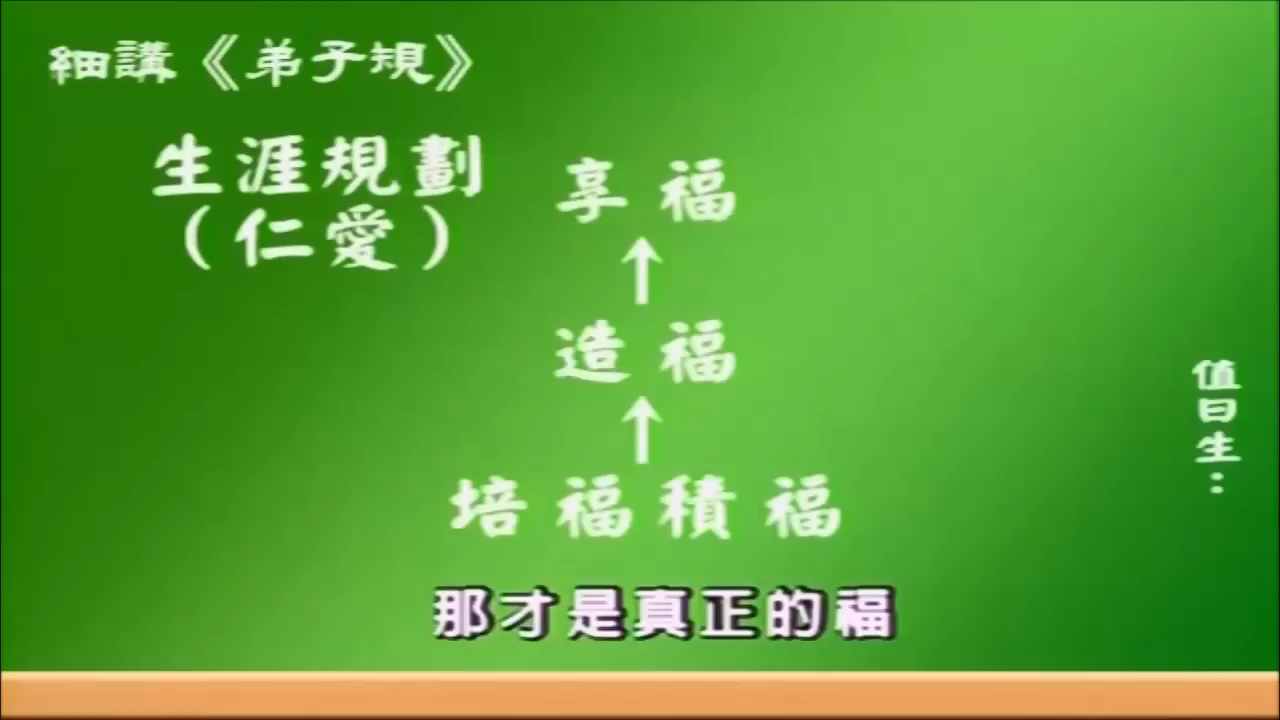 細講《弟子規》
生涯規劃
（仁愛）
享福
↑
造福
↑
培福積福
值日生：
那才是真正的福